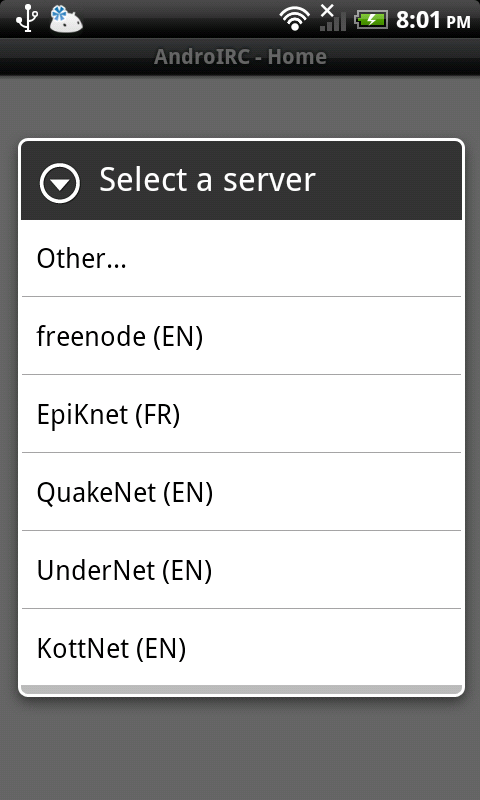 8:01 PM
AndroIRC - Home
Select a server
Other...
freenode (EN)
EpiKnet (FR)
QuakeNet (EN)
UnderNet (EN)
KottNet (EN)